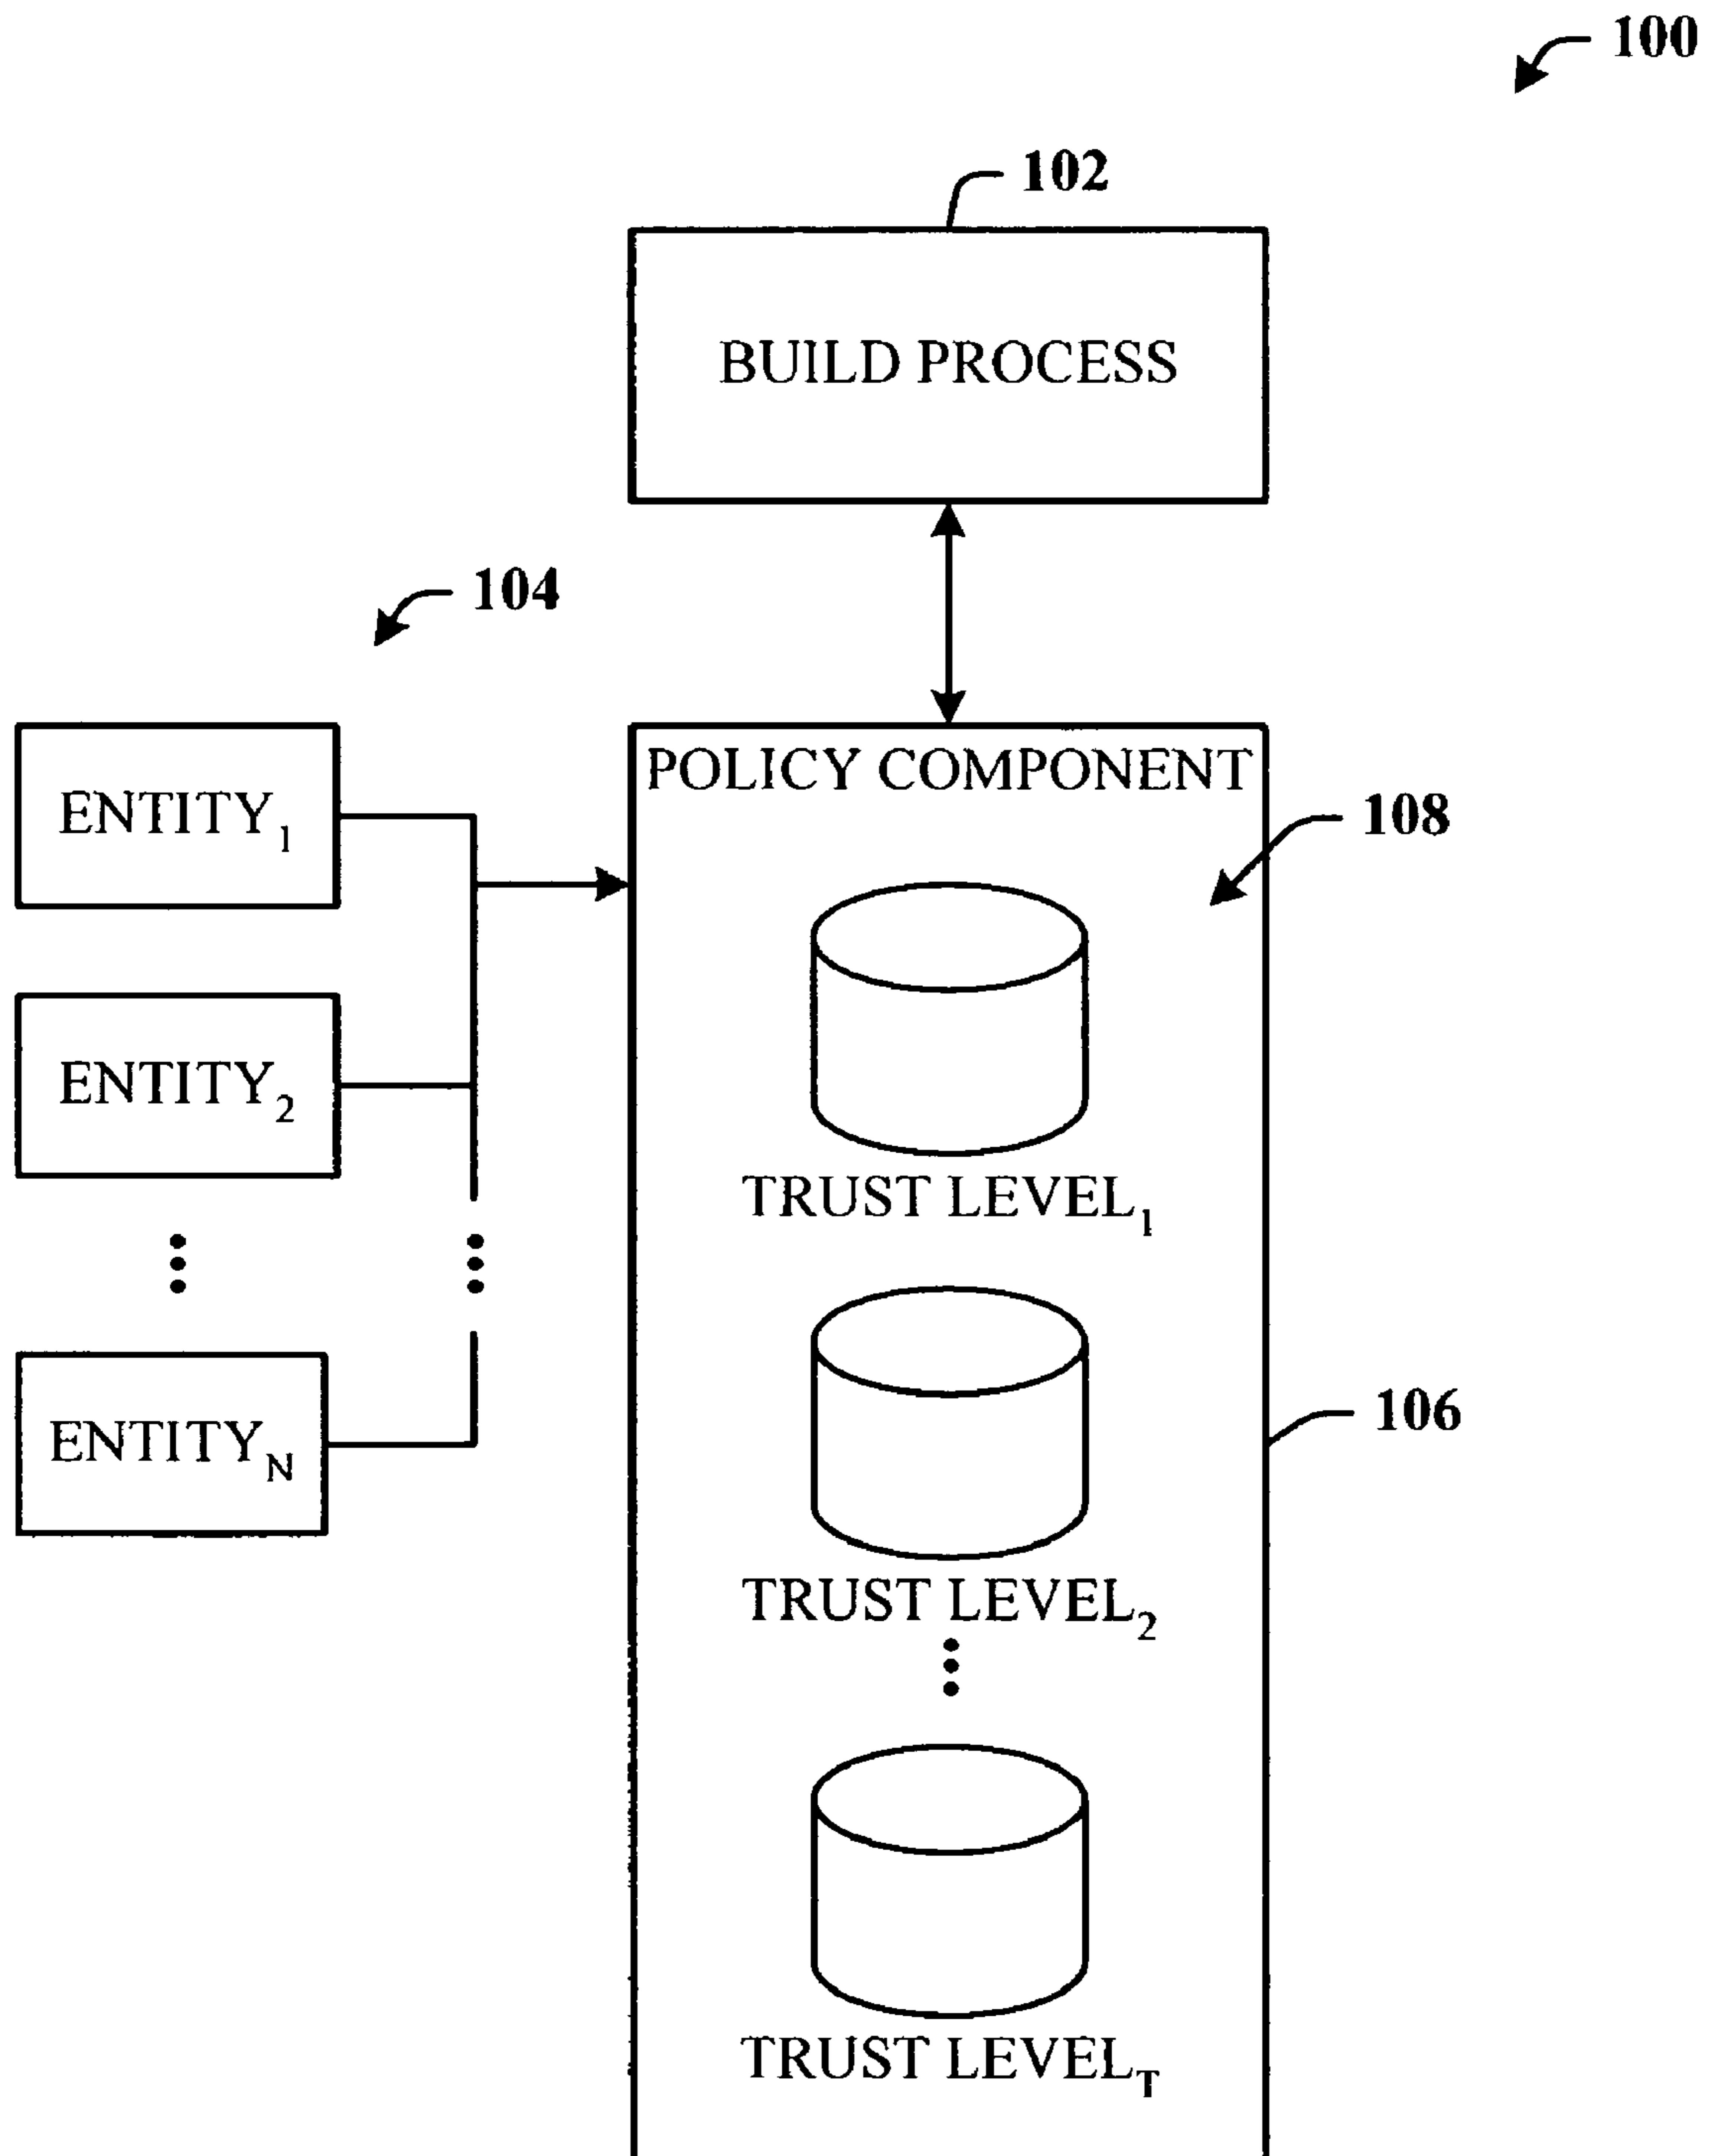 100
102
BUILD PROCESS
104
POLICY COMPONENT
108
ENTITY1
ENTITY2
TRUST LEVEL1
ENTITYN
106
TRUST LEVEL2
TRUST LEVELT